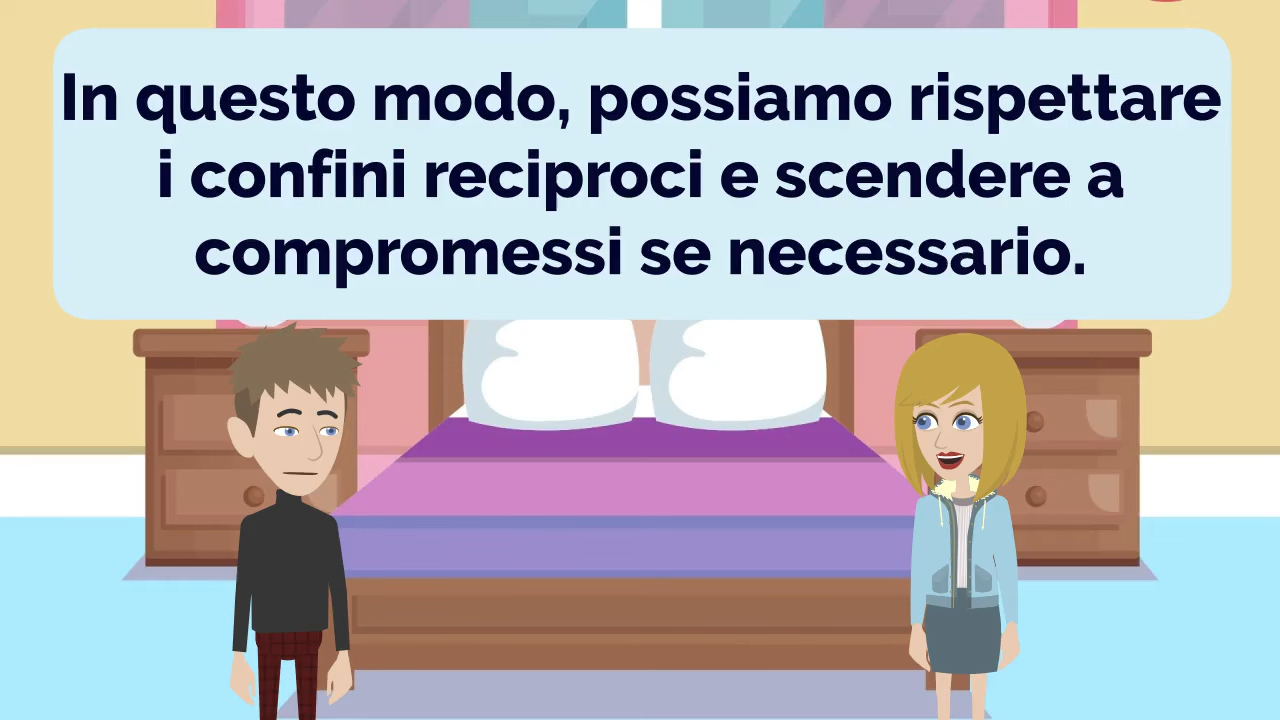 In questo modo, possiamo rispettare
i confini reciproci e scendere a
compromessi se necessario.